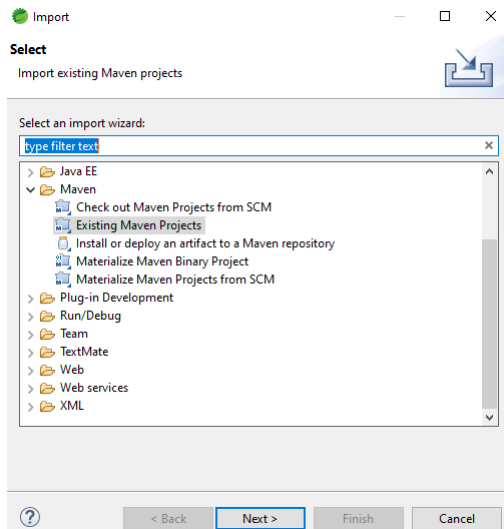 Import
Select
Import existing Maven projects
Select an import wizard:
type filter text
Java EE
Maven
Check out Maven Projects from SCM
Existing Maven Projects
Install or deploy an artifact to a Maven repository
Materialize Maven Binary Project
Materialize Maven Projects from SCM
Plug-in Development
Run/Debug
Team
TextMate
Web
Web services
XML
? < Back Next > Finish Cancel